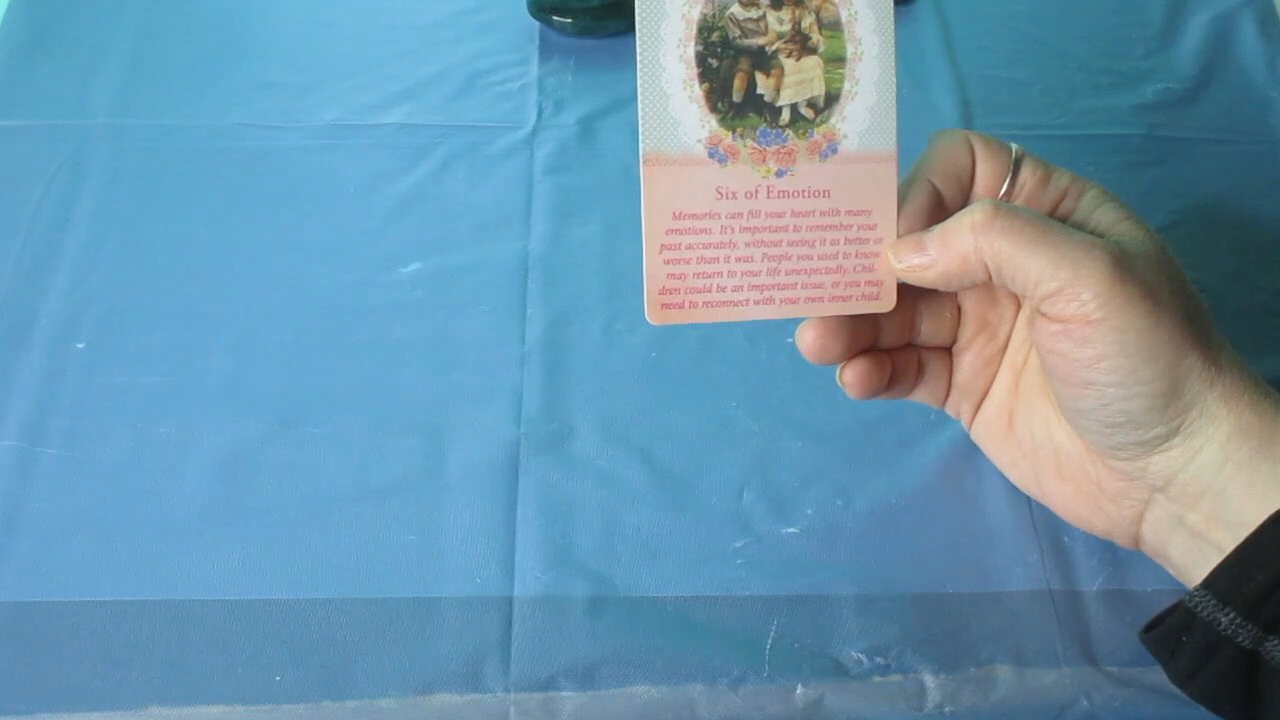 Six of Emotion
Memories can fill your heart with many
emotions. It's important to remember your
past accurately, without seeing it as better or
worse than it was. People you used to know
may return to your life unexpectedly. Chil-
dren could be an important issue, or you may
need to reconnect with your own inner child.